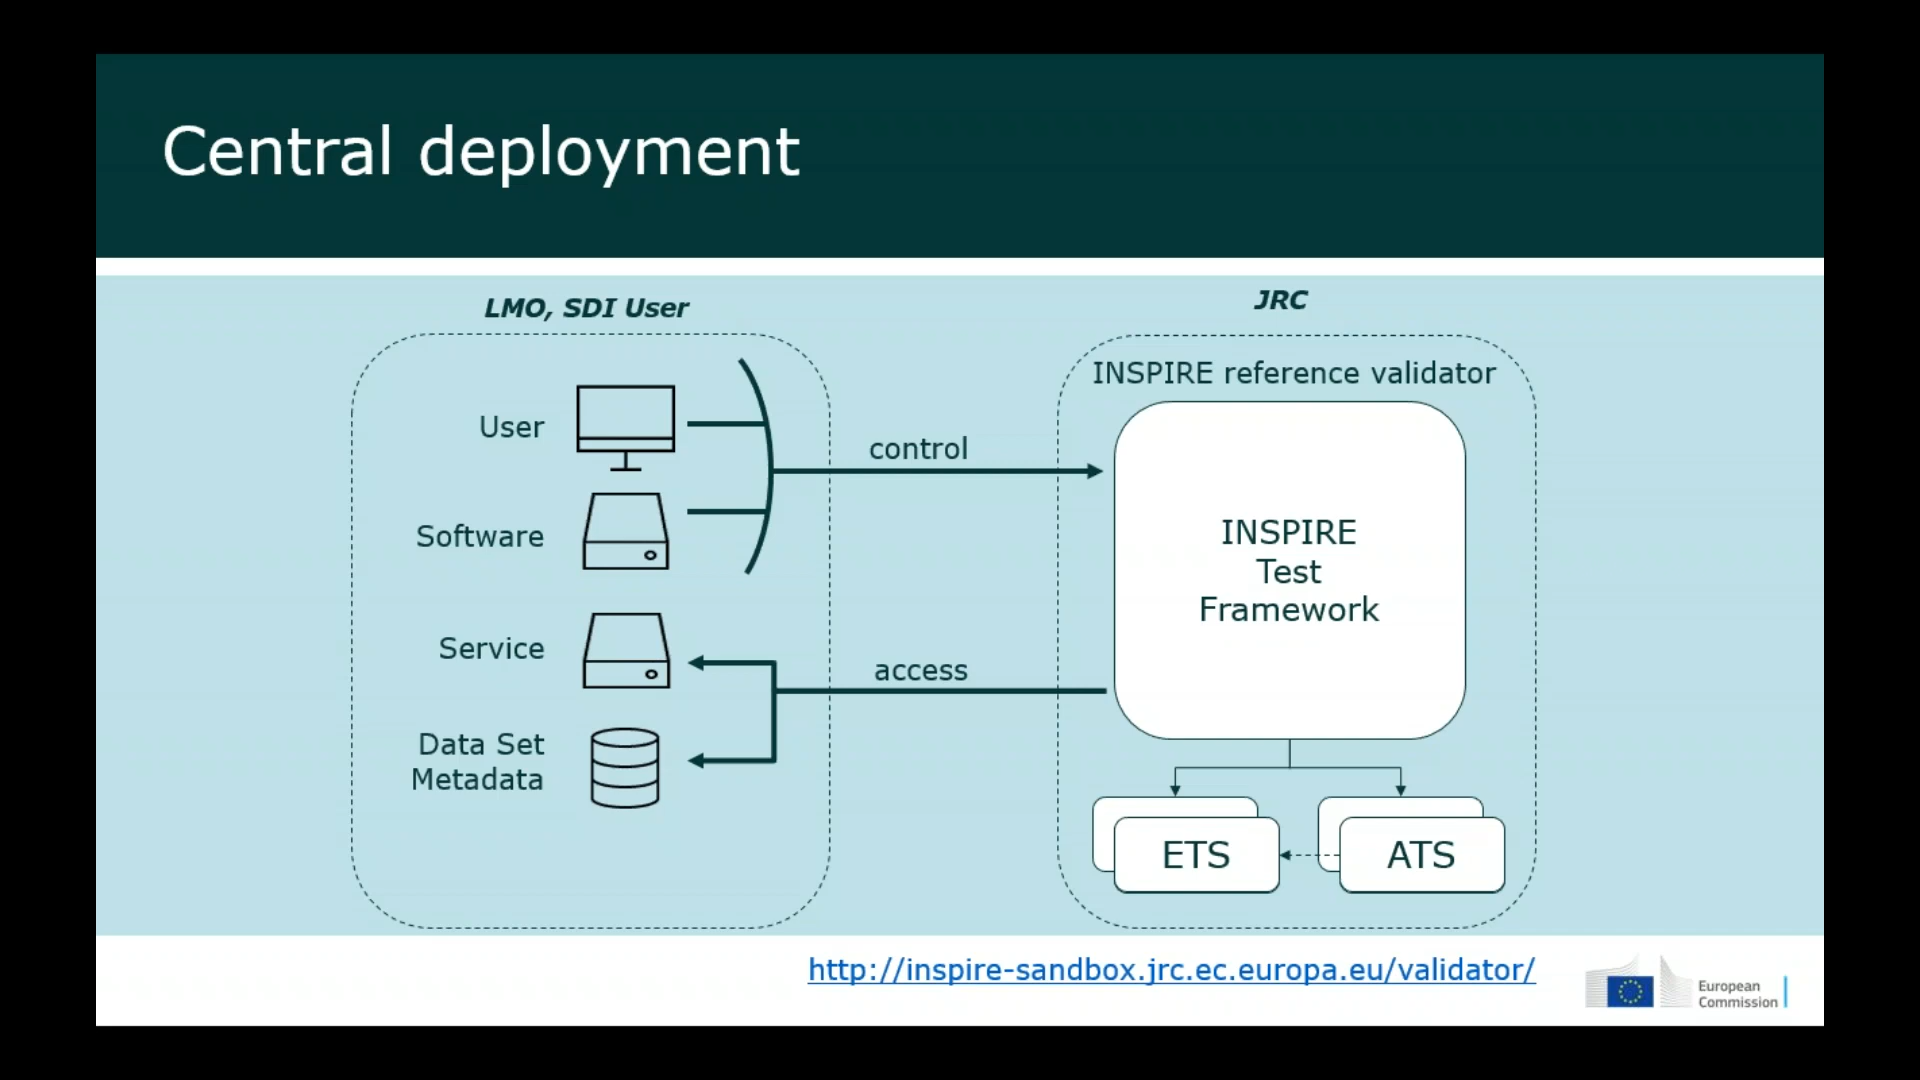 Central deployment
LMO, SDI User
JRC
INSPIRE reference validator
User
control
Software
INSPIRE
Test
Framework
Service
access
Data Set
Metadata
ETS
ATS
http://inspire-sandbox.jrc.ec.europa.eu/validator/
European
Commission